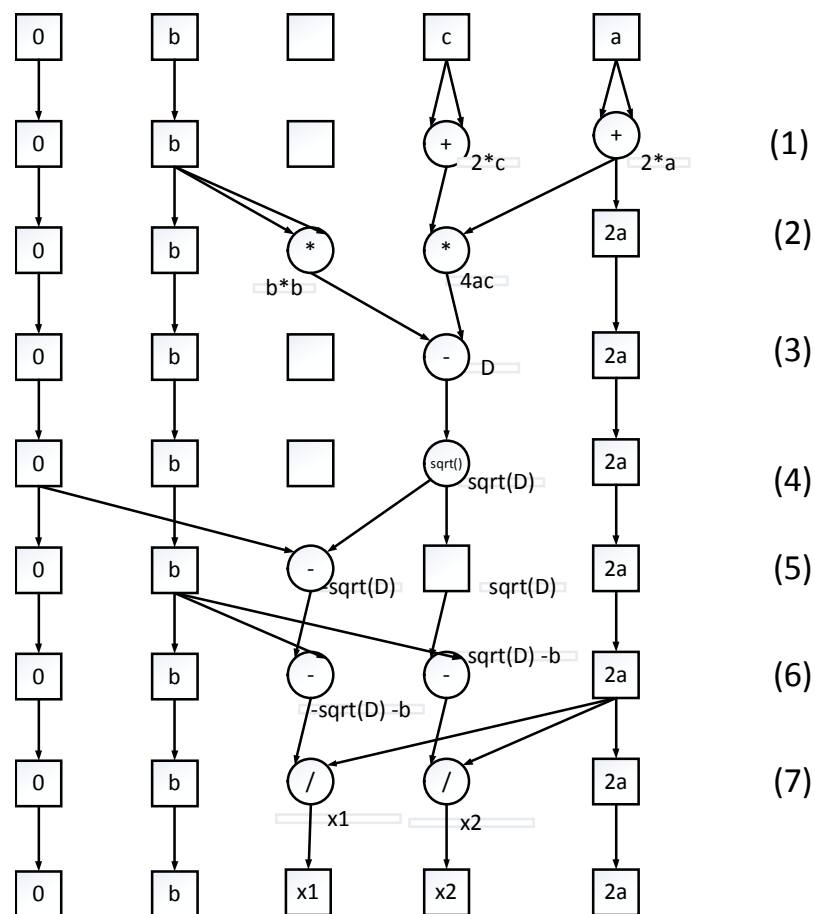 0 b c a
0 b + + (1)
2*c 2*a
0 b * * 2a (2)
b*b 4ac
0 b - 2a (3)
D
0 b sqrt() 2a (4)
sqrt(D)
0 b - 2a (5)
-sqrt(D) sqrt(D)
sqrt(D) -b
0 b - - 2a (6)
-sqrt(D) -b
0 b / / 2a (7)
x1 x2
0 b x1 x2 2a